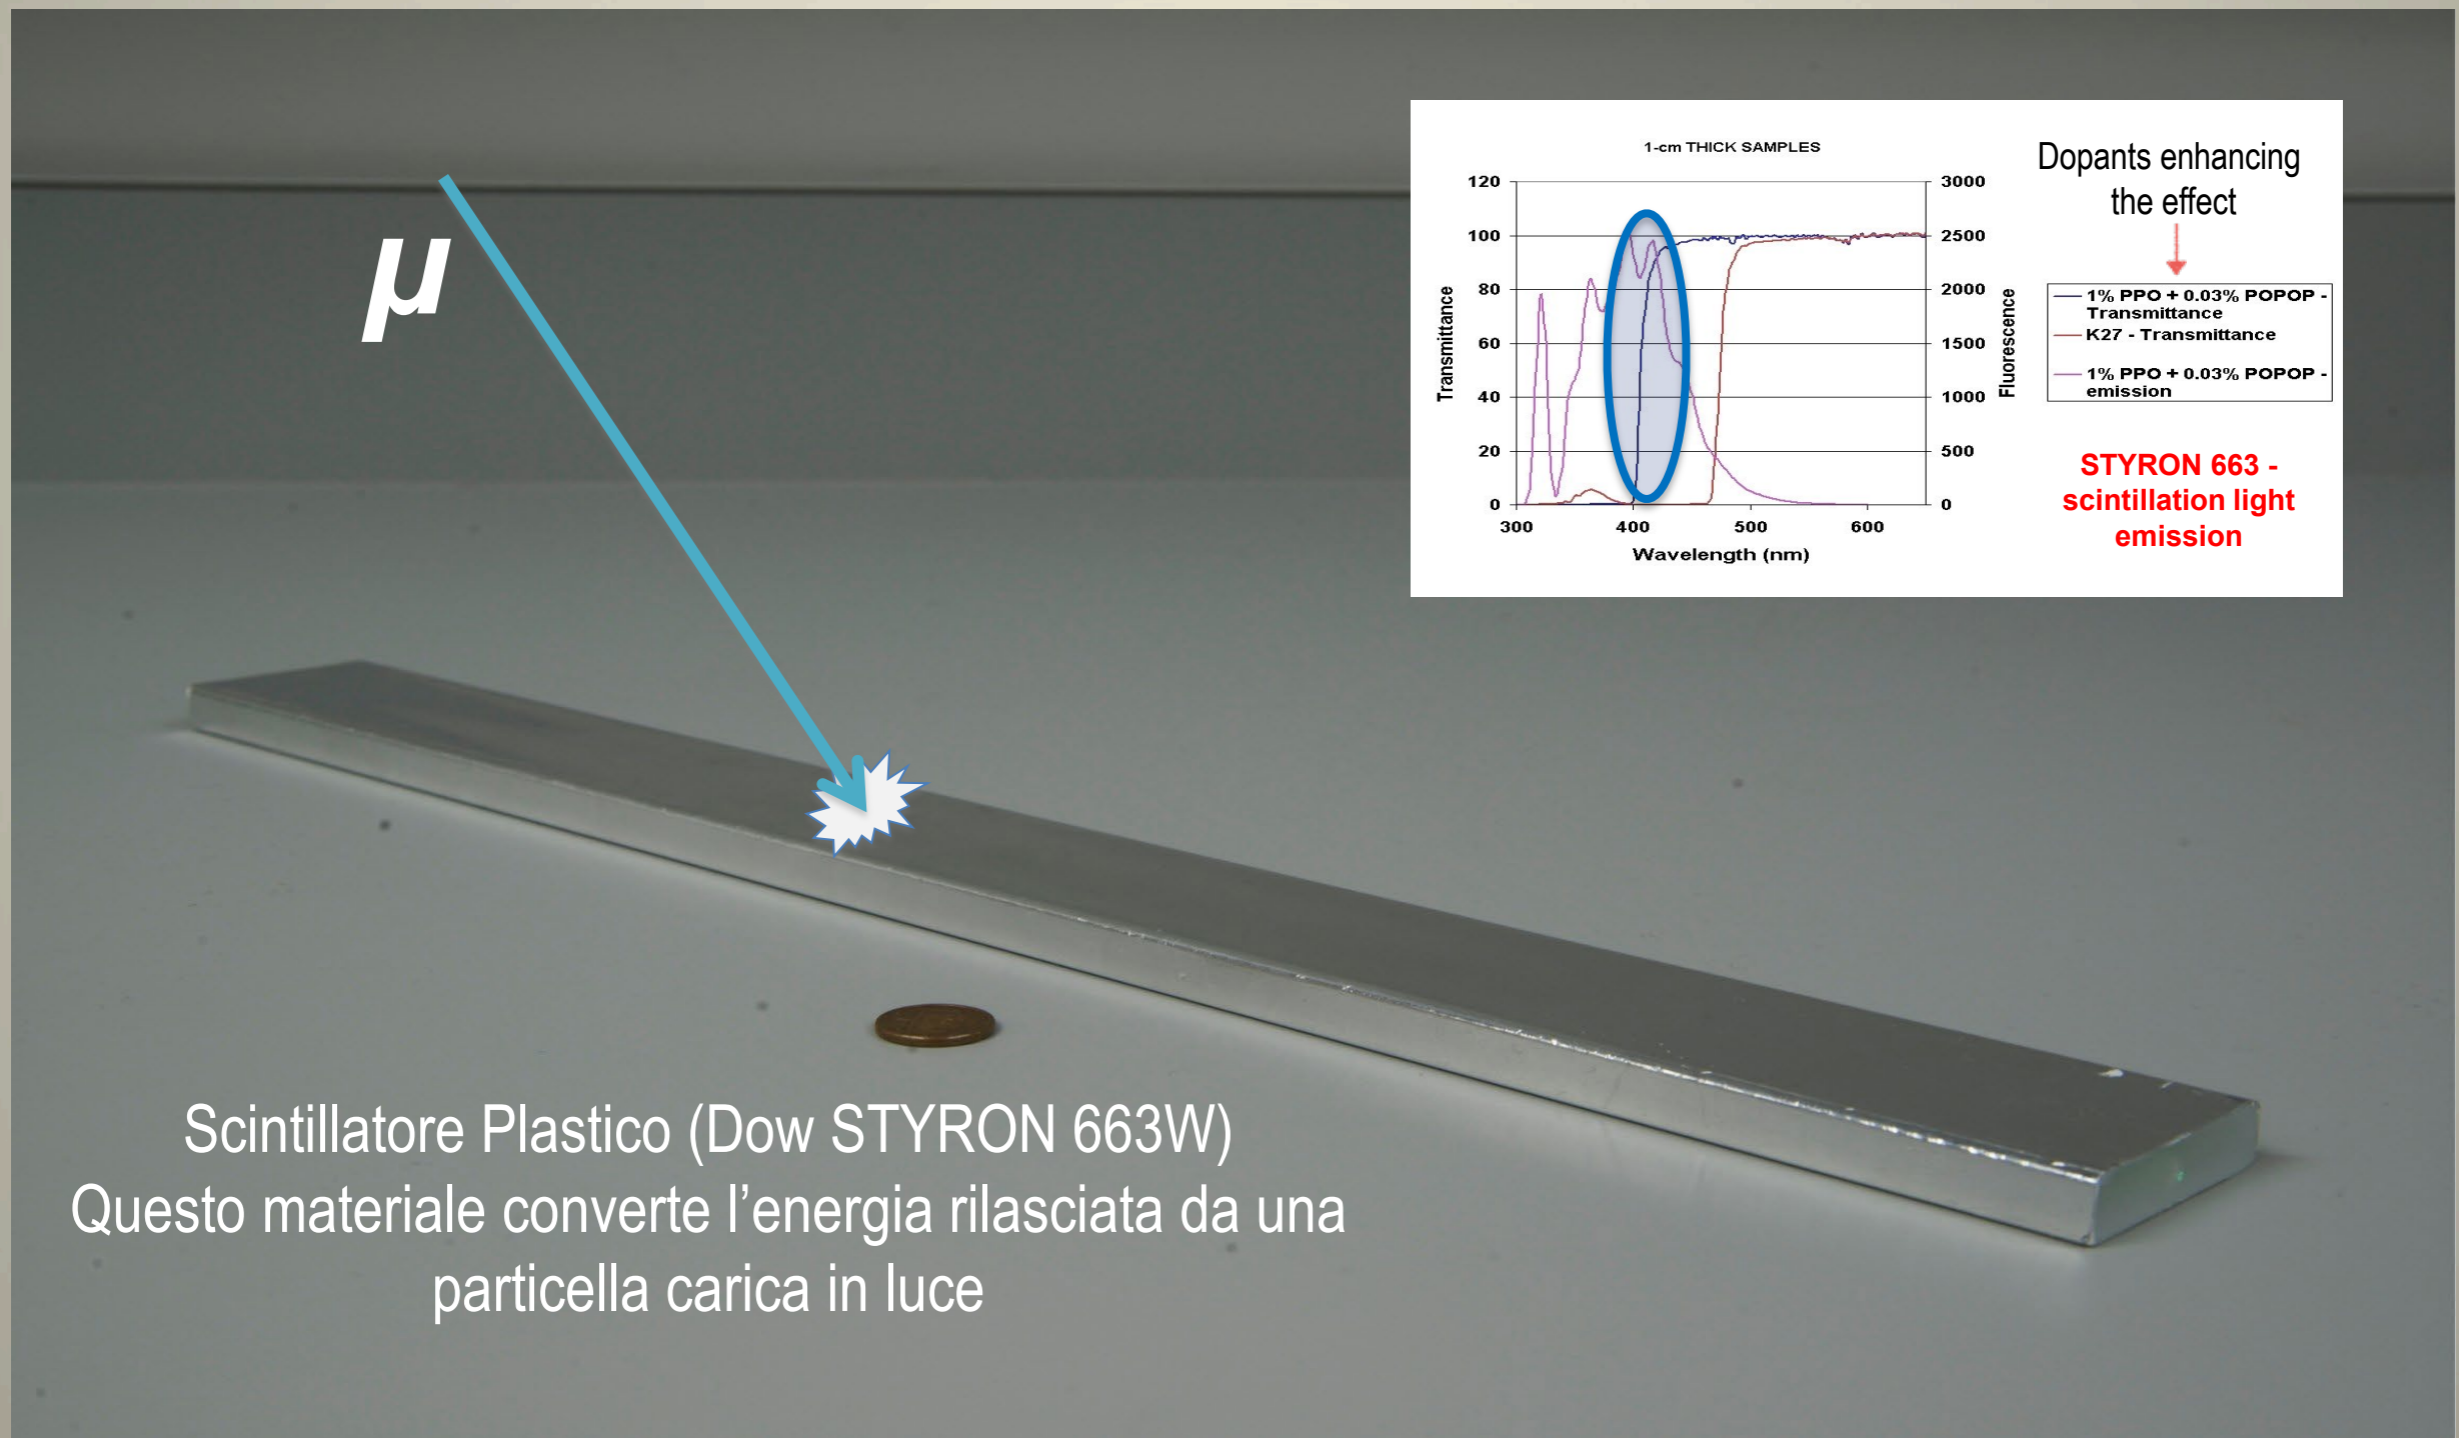 μ
1-cm THICK SAMPLES
120
100
80
60
40
20
0
Transmittance
3000
2500
2000
1500
1000
500
0
Fluorescence
300 400 500 600
Wavelength (nm)
Dopants enhancing
the effect
1% PPO + 0.03% POPOP -
Transmittance
K27 - Transmittance
1% PPO + 0.03% POPOP -
emission
STYRON 663 -
scintillation light
emission
Scintillatore Plastico (Dow STYRON 663W)
Questo materiale converte l’energia rilasciata da una
particella carica in luce